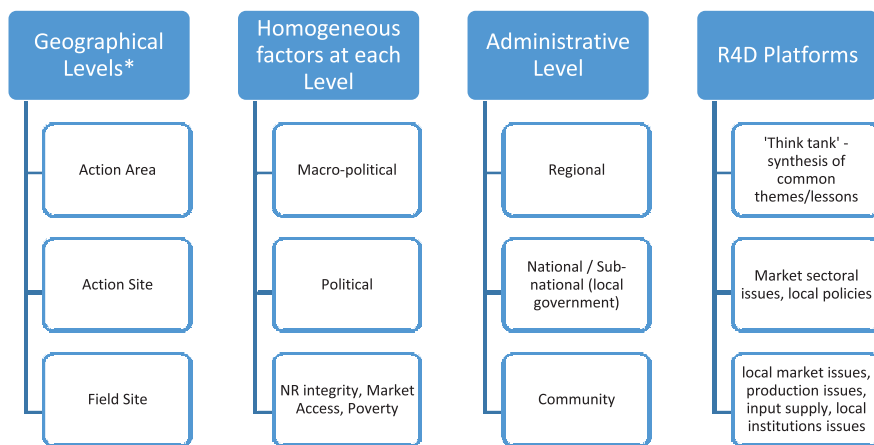 Geographical
Levels*
Action Area
Action Site
Field Site
Homogeneous
factors at each
Level
Macro-political
Political
NR integrity, Market
Access, Poverty
Administrative
Level
Regional
National / Sub-
national (local
government)
Community
R4D Platforms
'Think tank' -
synthesis of
common
themes/lessons
Market sectoral
issues, local policies
local market issues,
production issues,
input supply, local
institutions issues